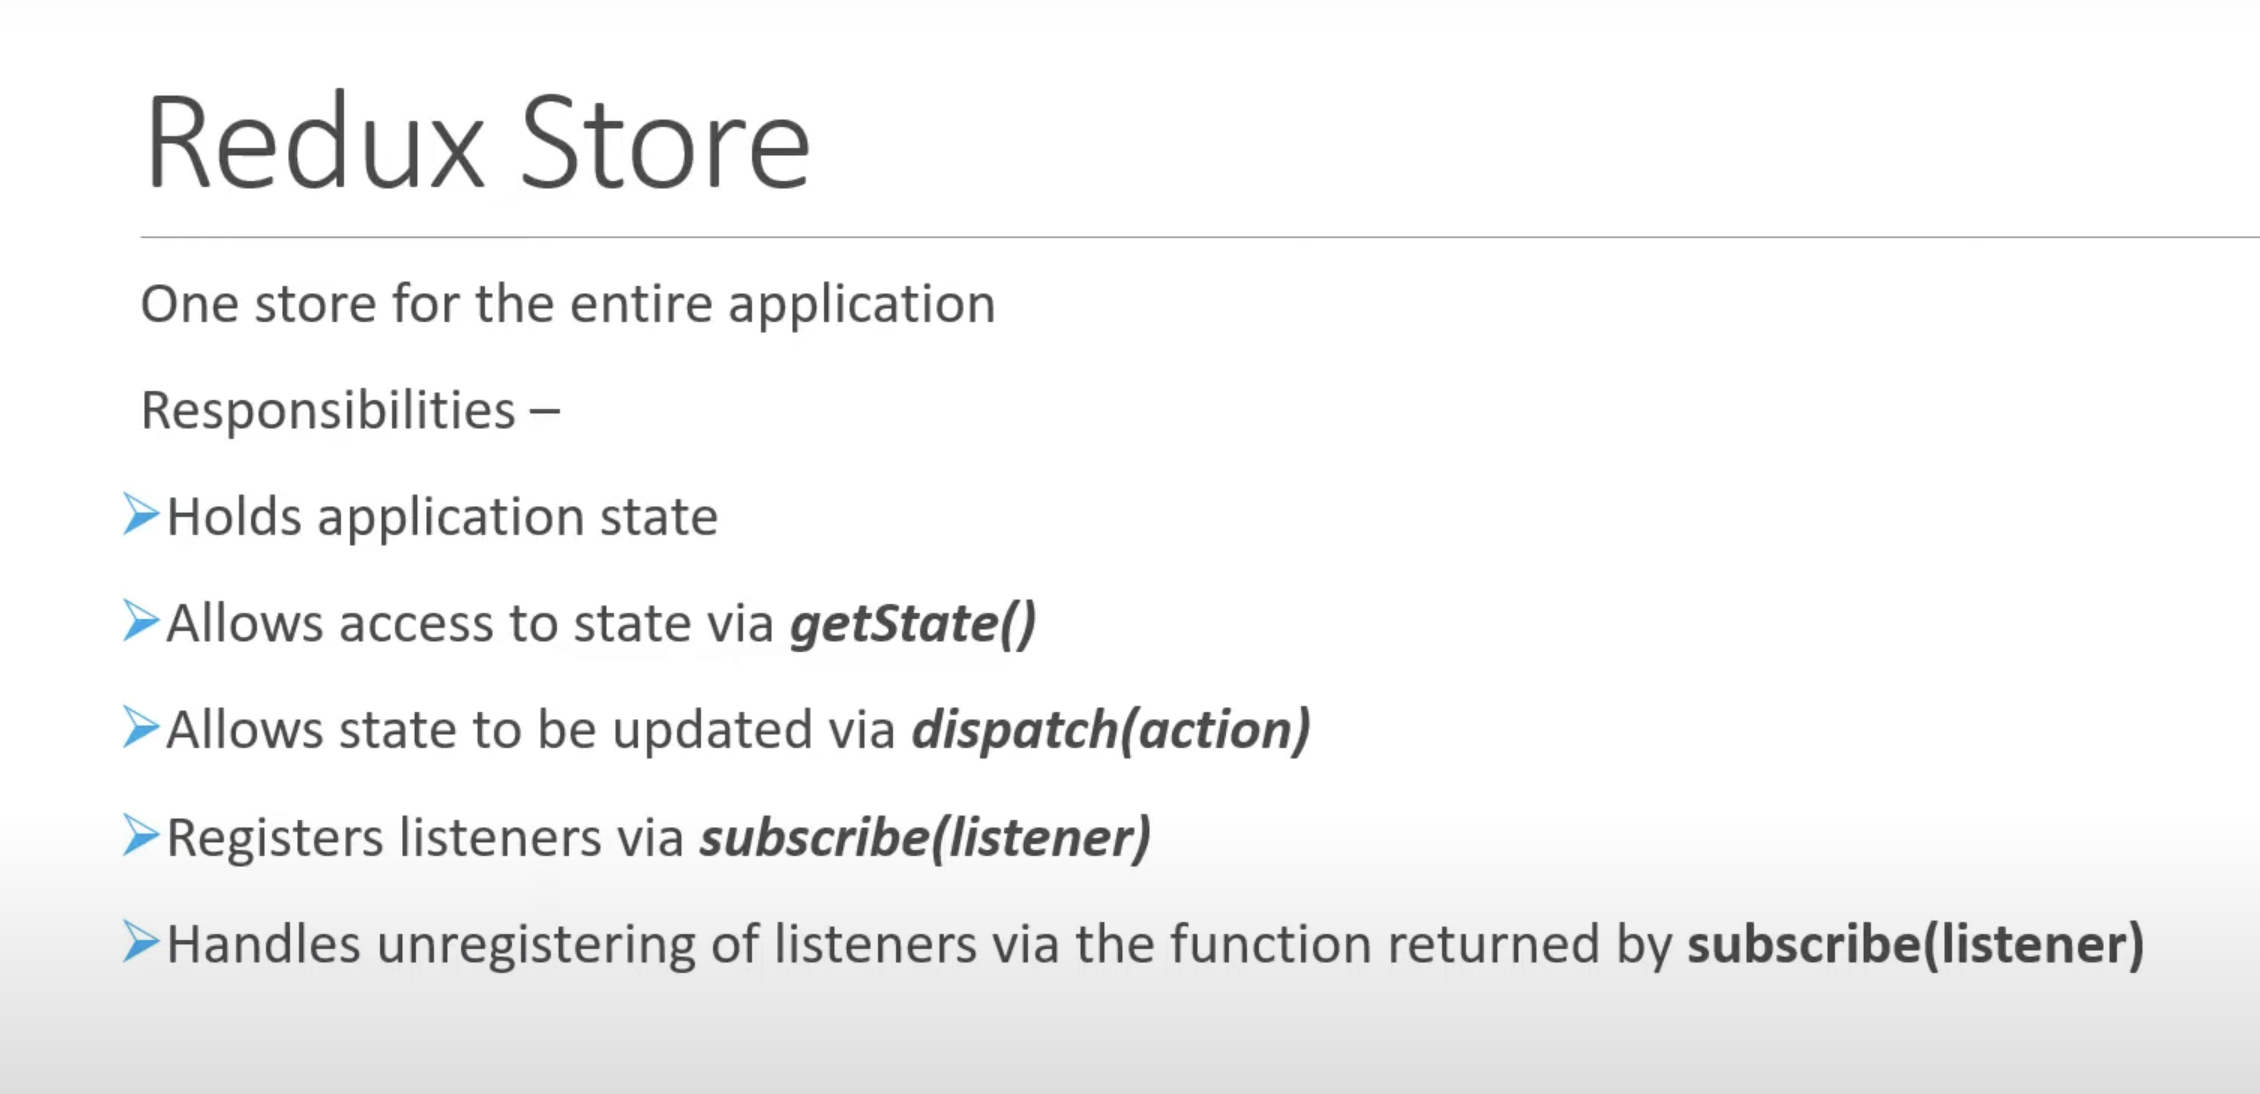 Redux Store
One store for the entire application
Responsibilities –
Holds application state
Allows access to state via getState()
Allows state to be updated via dispatch(action)
Registers listeners via subscribe(listener)
Handles unregistering of listeners via the function returned by subscribe(listener)